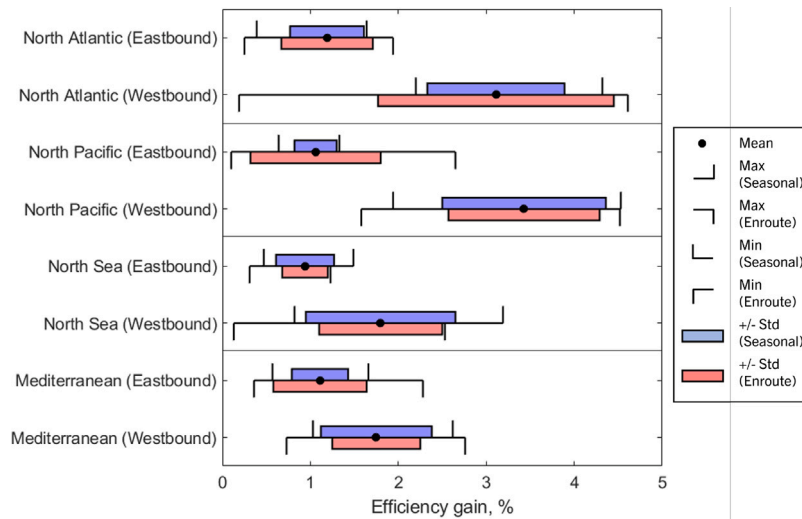 North Atlantic (Eastbound)
North Atlantic (Westbound)
North Pacific (Eastbound)
North Pacific (Westbound)
North Sea (Eastbound)
North Sea (Westbound)
Mediterranean (Eastbound)
Mediterranean (Westbound)
0 1 2 3 4 5
Efficiency gain, %
Mean
Max
(Seasonal)
Max
(Enroute)
Min
(Seasonal)
Min
(Enroute)
+/- Std
(Seasonal)
+/- Std
(Enroute)